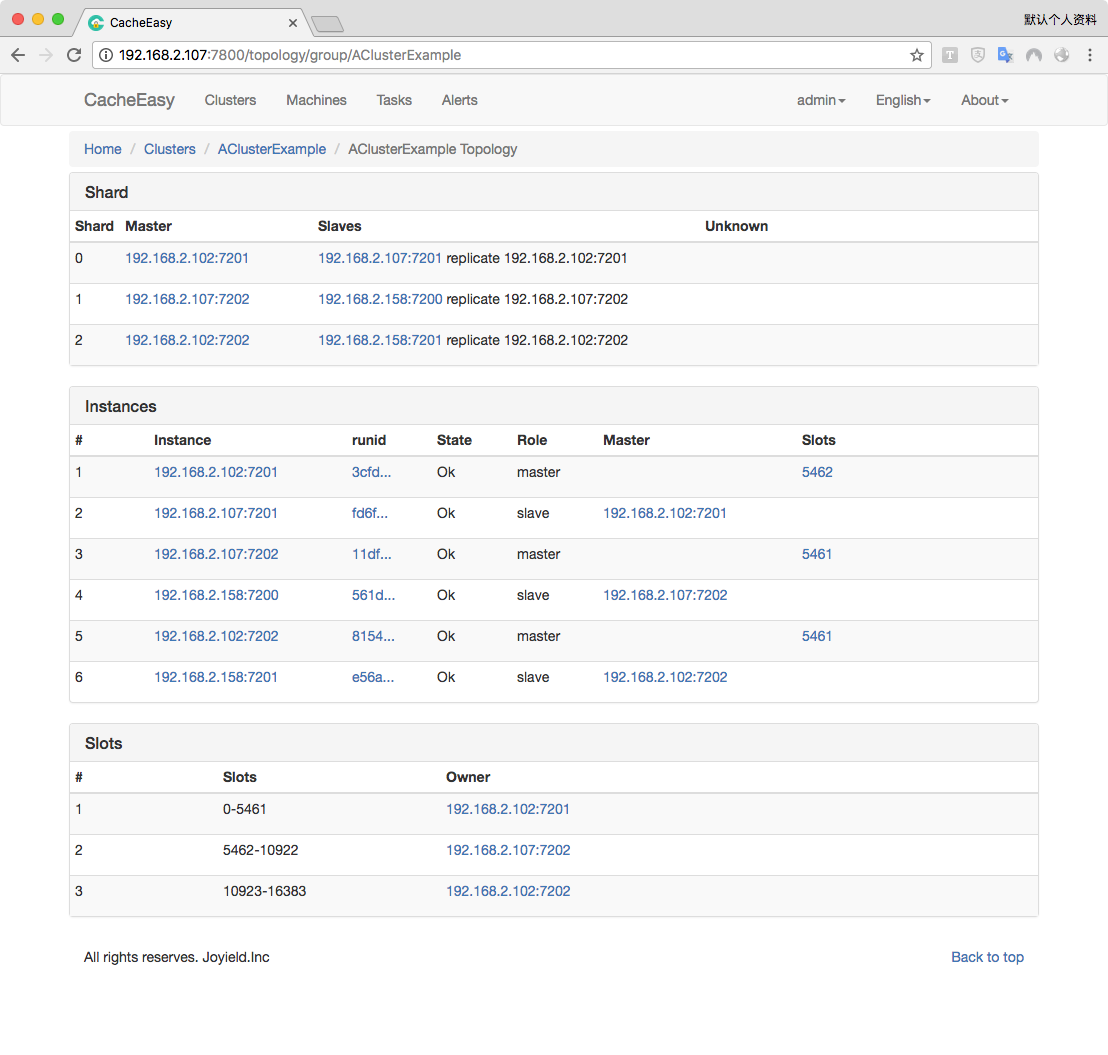 CacheEasy
默认个人资料
192.168.2.107:7800/topology/group/AClusterExample
CacheEasy Clusters Machines Tasks Alerts admin English About
Home / Clusters / AClusterExample / AClusterExample Topology
Shard
Shard Master Slaves Unknown
0 192.168.2.102:7201 192.168.2.107:7201 replicate 192.168.2.102:7201
1 192.168.2.107:7202 192.168.2.158:7200 replicate 192.168.2.107:7202
2 192.168.2.102:7202 192.168.2.158:7201 replicate 192.168.2.102:7202
Instances
# Instance runid State Role Master Slots
1 192.168.2.102:7201 3cfd... Ok master 5462
2 192.168.2.107:7201 fd6f... Ok slave 192.168.2.102:7201
3 192.168.2.107:7202 11df... Ok master 5461
4 192.168.2.158:7200 561d... Ok slave 192.168.2.107:7202
5 192.168.2.102:7202 8154... Ok master 5461
6 192.168.2.158:7201 e56a... Ok slave 192.168.2.102:7202
Slots
# Slots Owner
1 0-5461 192.168.2.102:7201
2 5462-10922 192.168.2.107:7202
3 10923-16383 192.168.2.102:7202
All rights reserves. Joyield.Inc Back to top